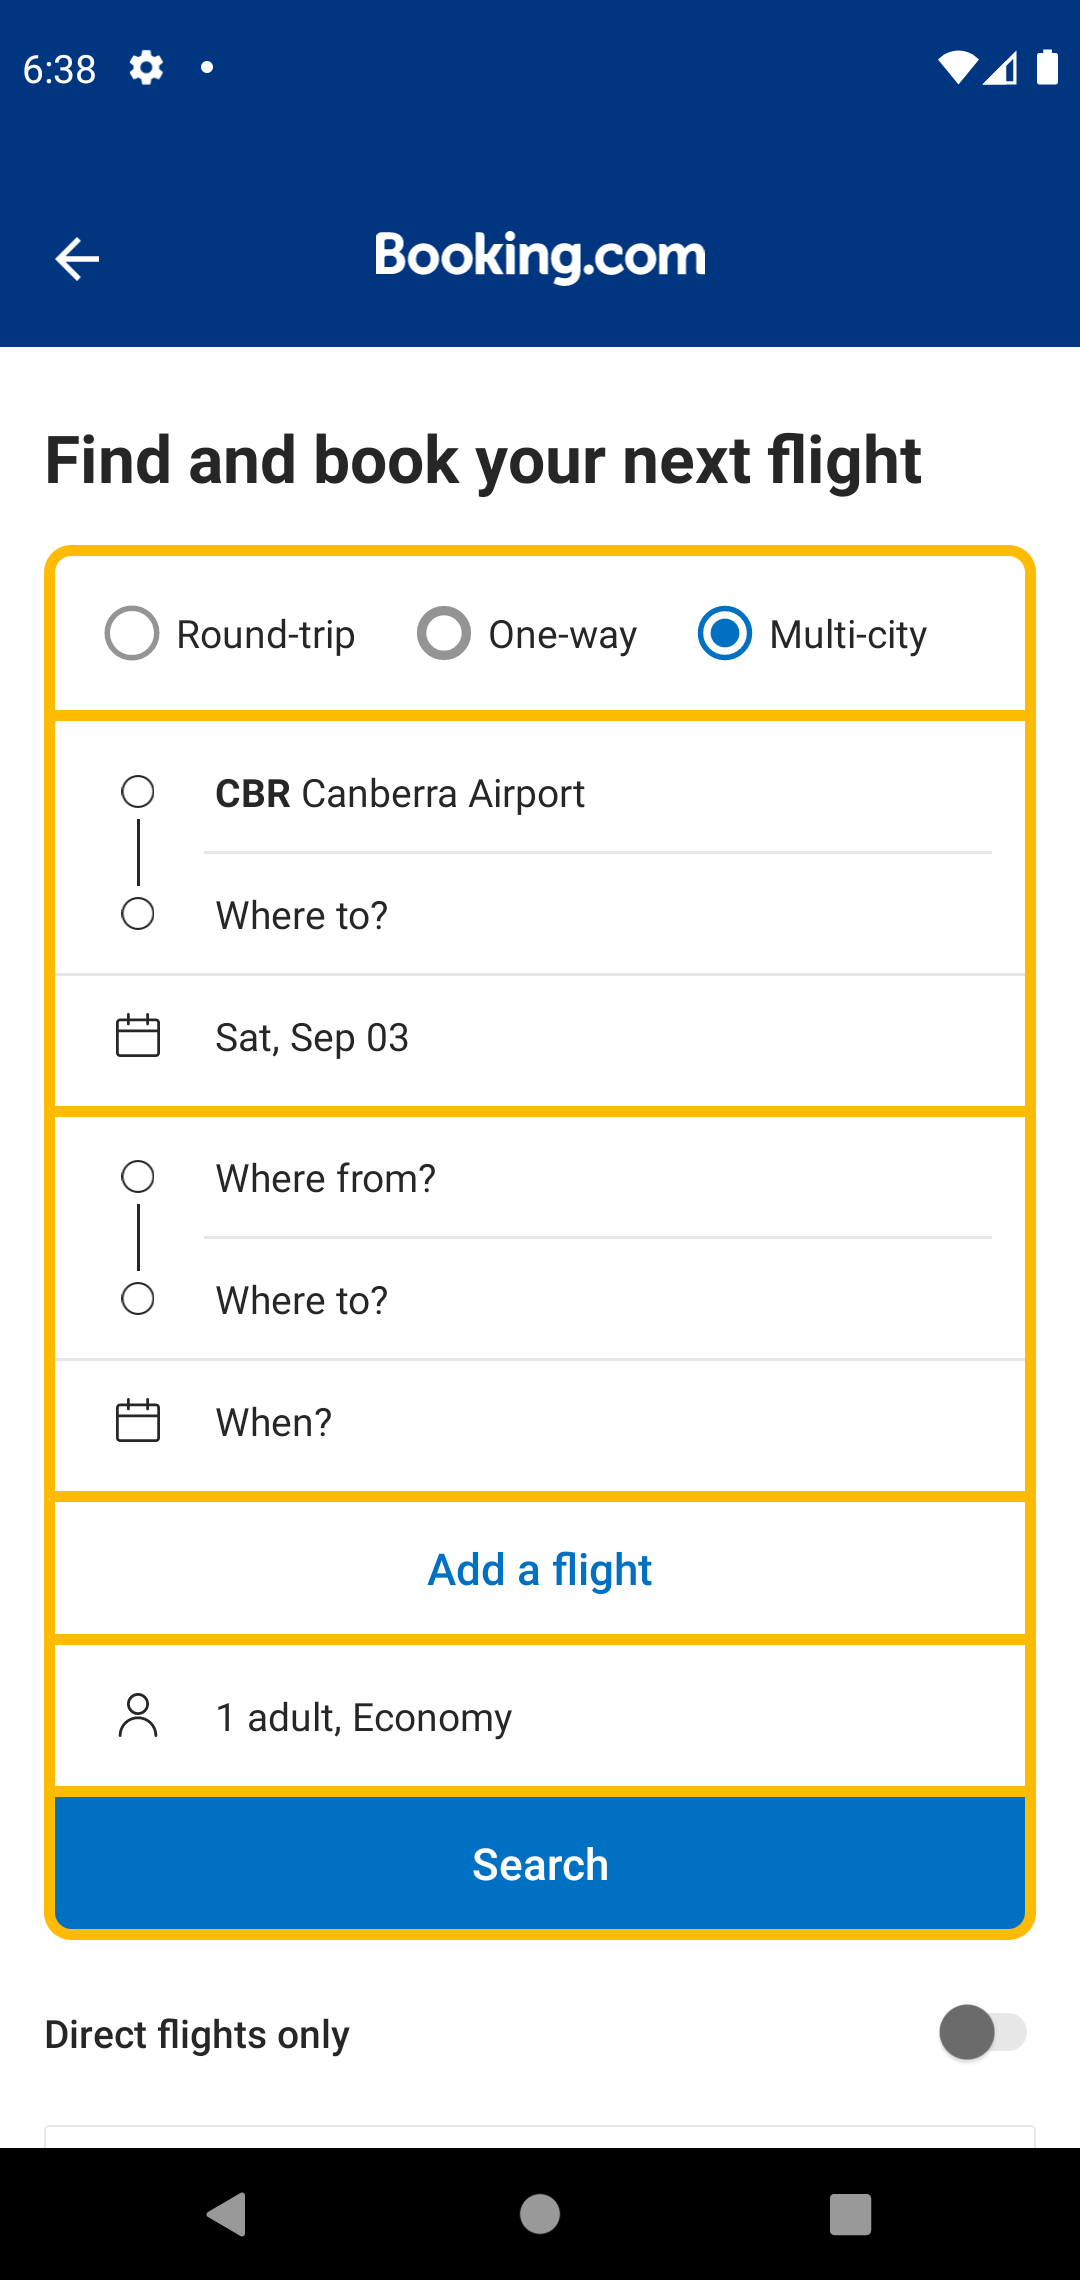 6:38
Booking.com
Find and book your next flight
Round-trip One-way Multi-city
CBR Canberra Airport
Where to?
Sat, Sep 03
Where from?
Where to?
When?
Add a flight
1 adult, Economy
Search
Direct flights only